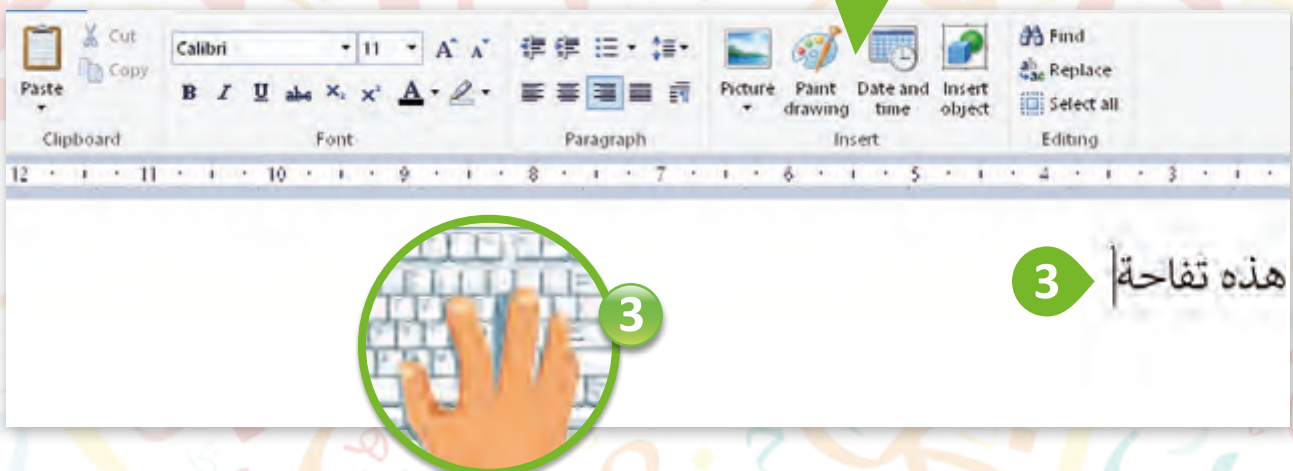 Cut
Copy
Paste
Clipboard
Calibri 11 A A
B I U abc X₂ x² A
Font
Paragraph
Picture
Paint drawing
Date and time
Insert object
Insert
Find
Replace
Select all
Editing
12 11 10 9 8 7 6 5 4 3
هذه تفاحة
3
3